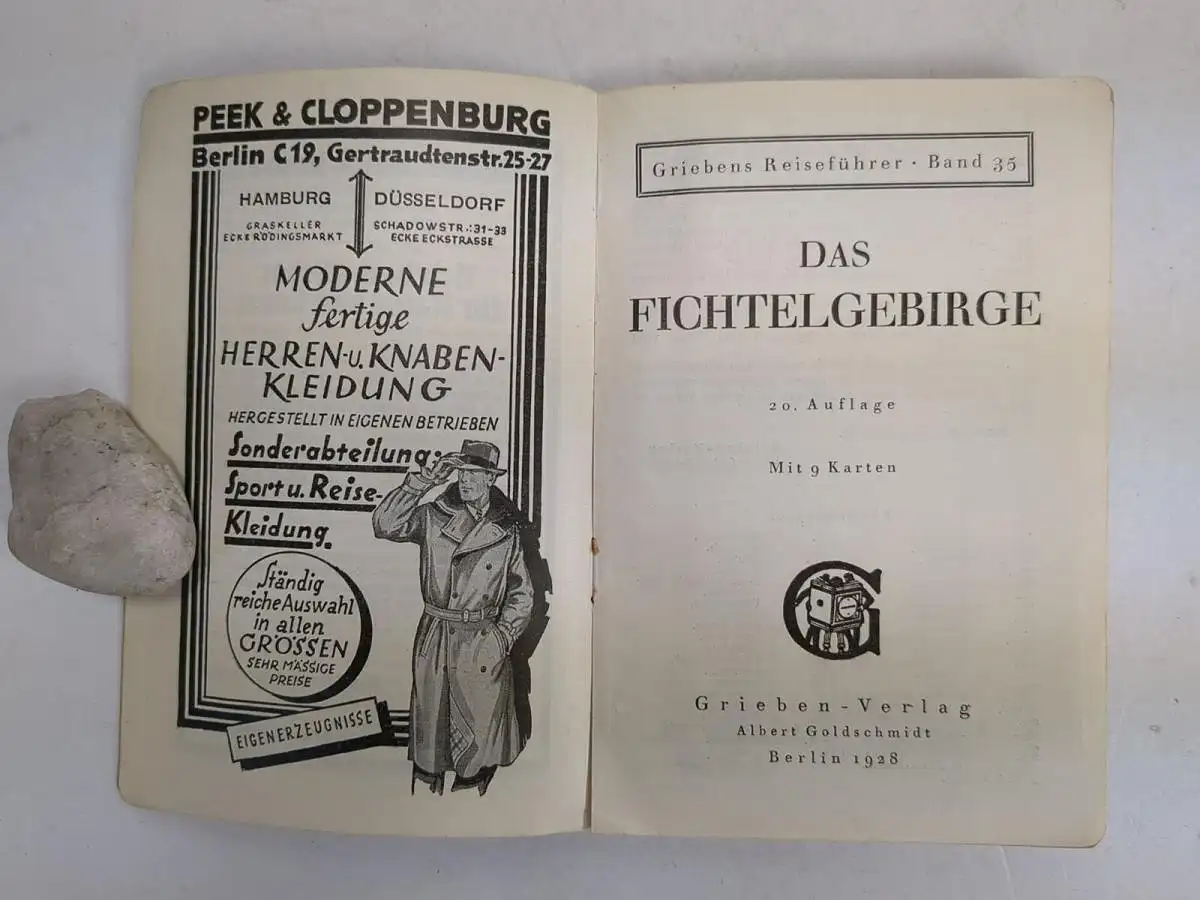 PEEK & CLOPPENBURG
Berlin C19, Gertraudtenstr. 25-27
HAMBURG
GRASKELLER
ECKE RÖDINGSMARKT
DÜSSELDORF
SCHADOWSTR.: 31-33
ECKE ECKSTRASSE
MODERNE
fertige
HERREN- u. KNABEN-
KLEIDUNG
HERGESTELLT IN EIGENEN BETRIEBEN
Sonderabteilung:
Sport u. Reise-
Kleidung.
Ständig
reiche Auswahl
in allen
GRÖSSEN
SEHR MÄSSIGE
PREISE
EIGENERZEUGNISSE
Griebens Reiseführer · Band 35
DAS
FICHTELGEBIRGE
20. Auflage
Mit 9 Karten
G
Grieben-Verlag
Albert Goldschmidt
Berlin 1928